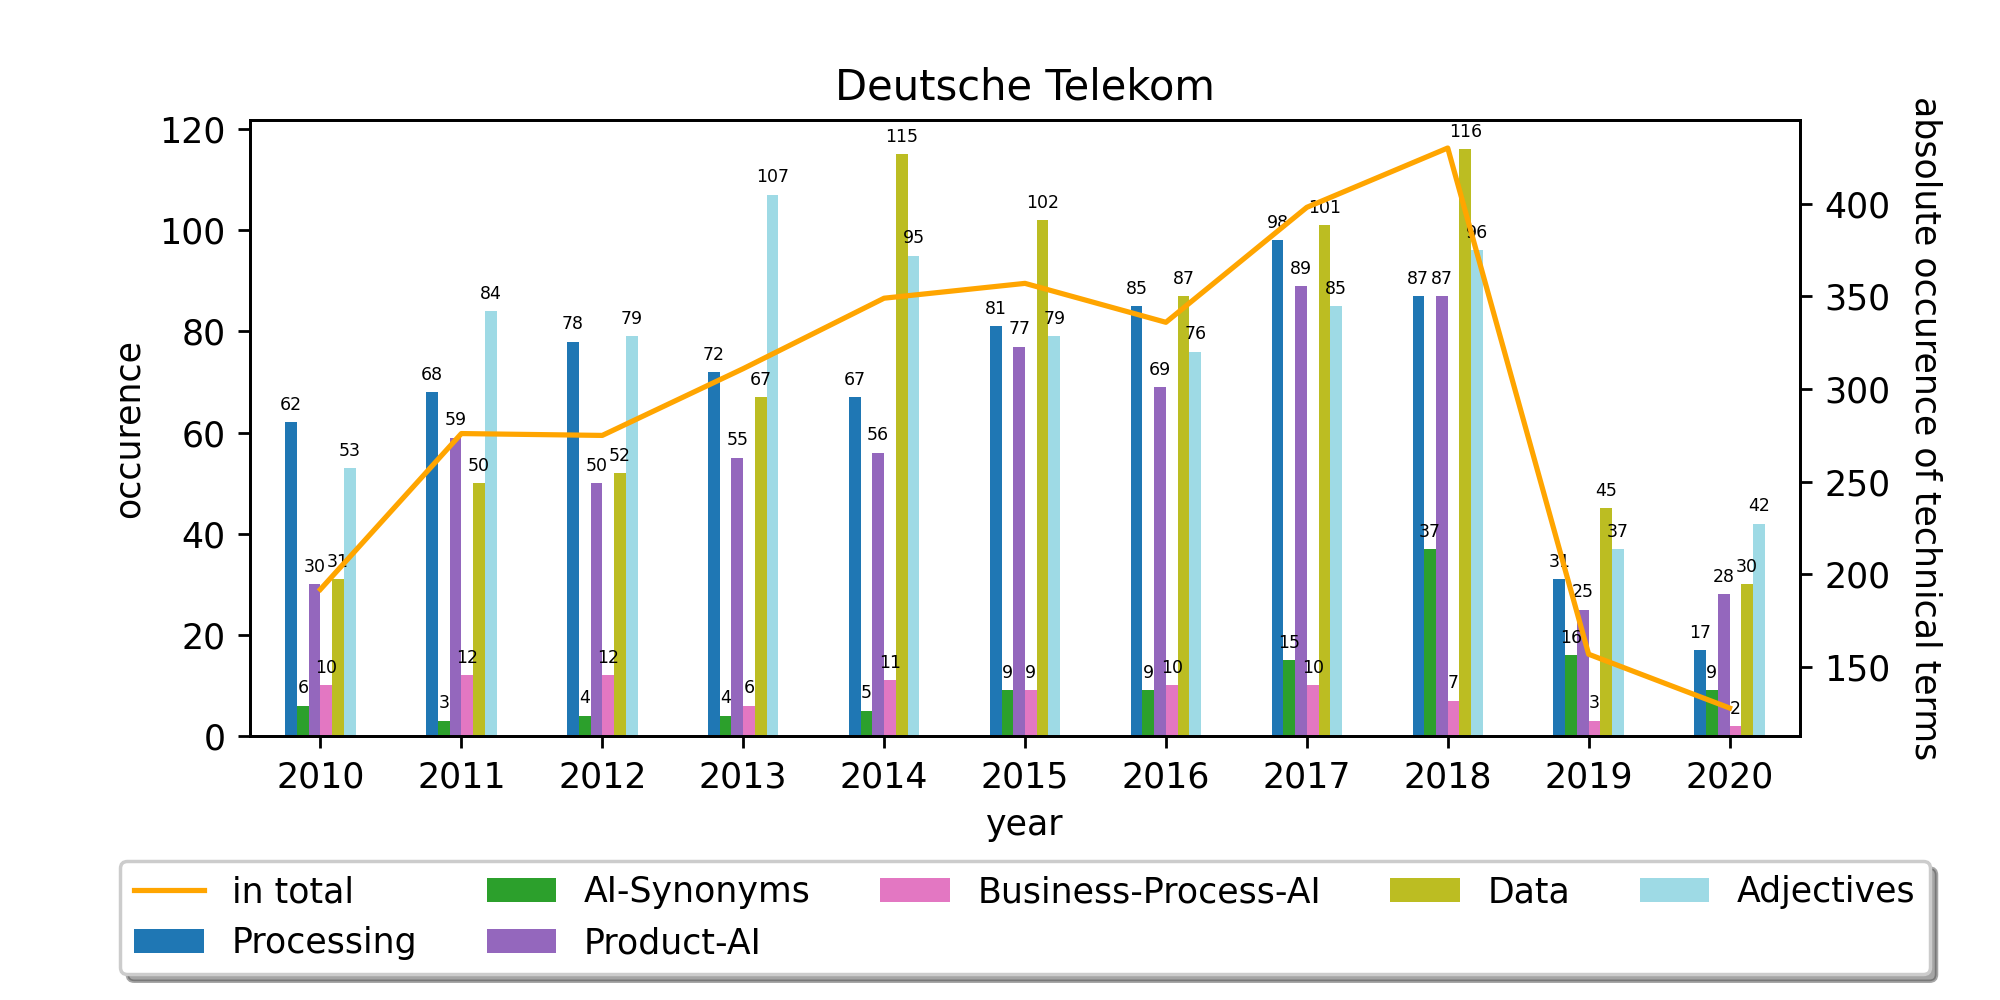 Deutsche Telekom
120
100
80
60
40
20
0
occurence
400
350
300
250
200
150
absolute occurence of technical terms
62 6 30 10 31 53
68 3 59 12 50 84
78 4 50 12 52 79
72 4 55 6 67 107
67 5 56 11 115 95
81 9 77 9 102 79
85 9 69 10 87 76
98 15 89 10 101 85
87 37 87 7 116 96
31 16 25 3 45 37
17 9 28 2 30 42
2010 2011 2012 2013 2014 2015 2016 2017 2018 2019 2020
year
in total AI-Synonyms Business-Process-AI Data Adjectives
Processing Product-AI